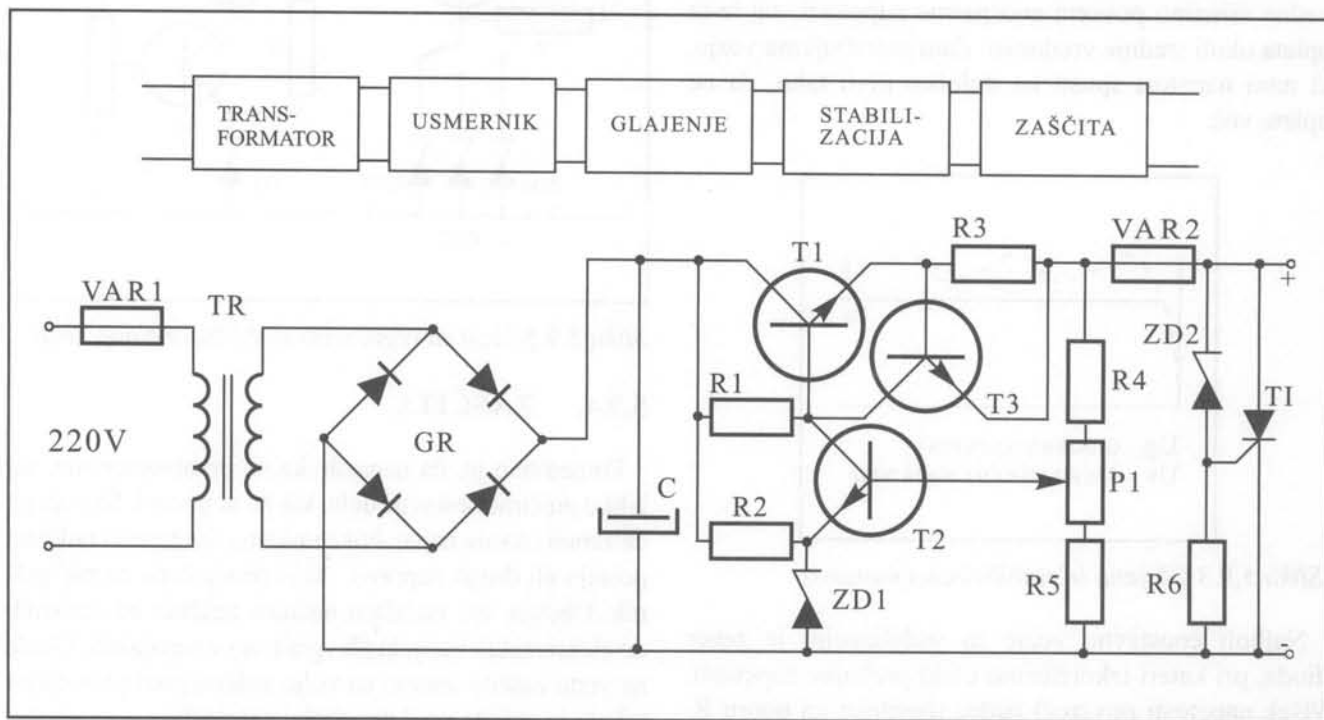 TRANS-
FORMATOR
USMERNIK
GLAJENJE
STABILI-
ZACIJA
ZAŠČITA
VAR1
TR
220V
GR
C
T1
R3
VAR2
+
R1
T3
R4
ZD2
TI
R2
T2
P1
ZD1
R5
R6
-